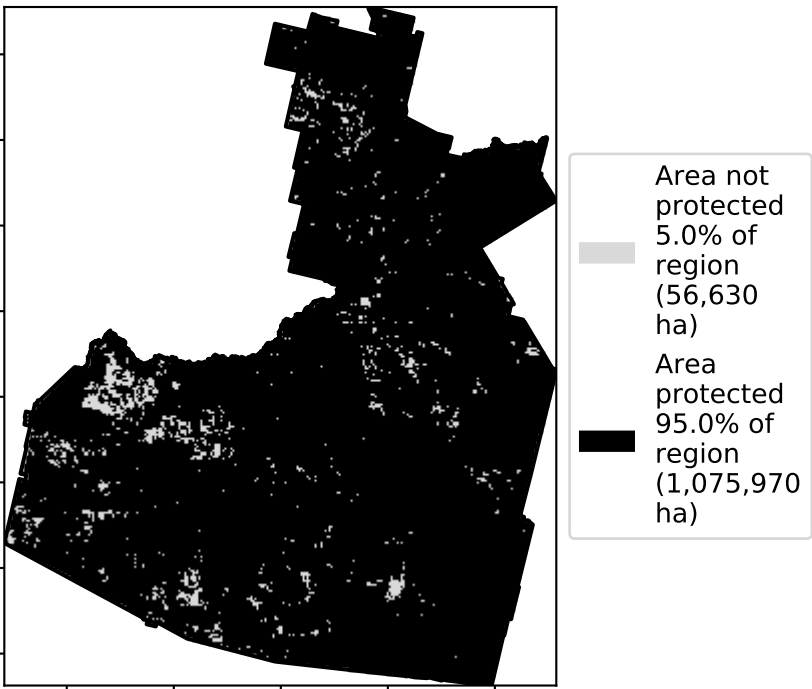 Area not
protected
5.0% of
region
(56,630
ha)
Area
protected
95.0% of
region
(1,075,970
ha)